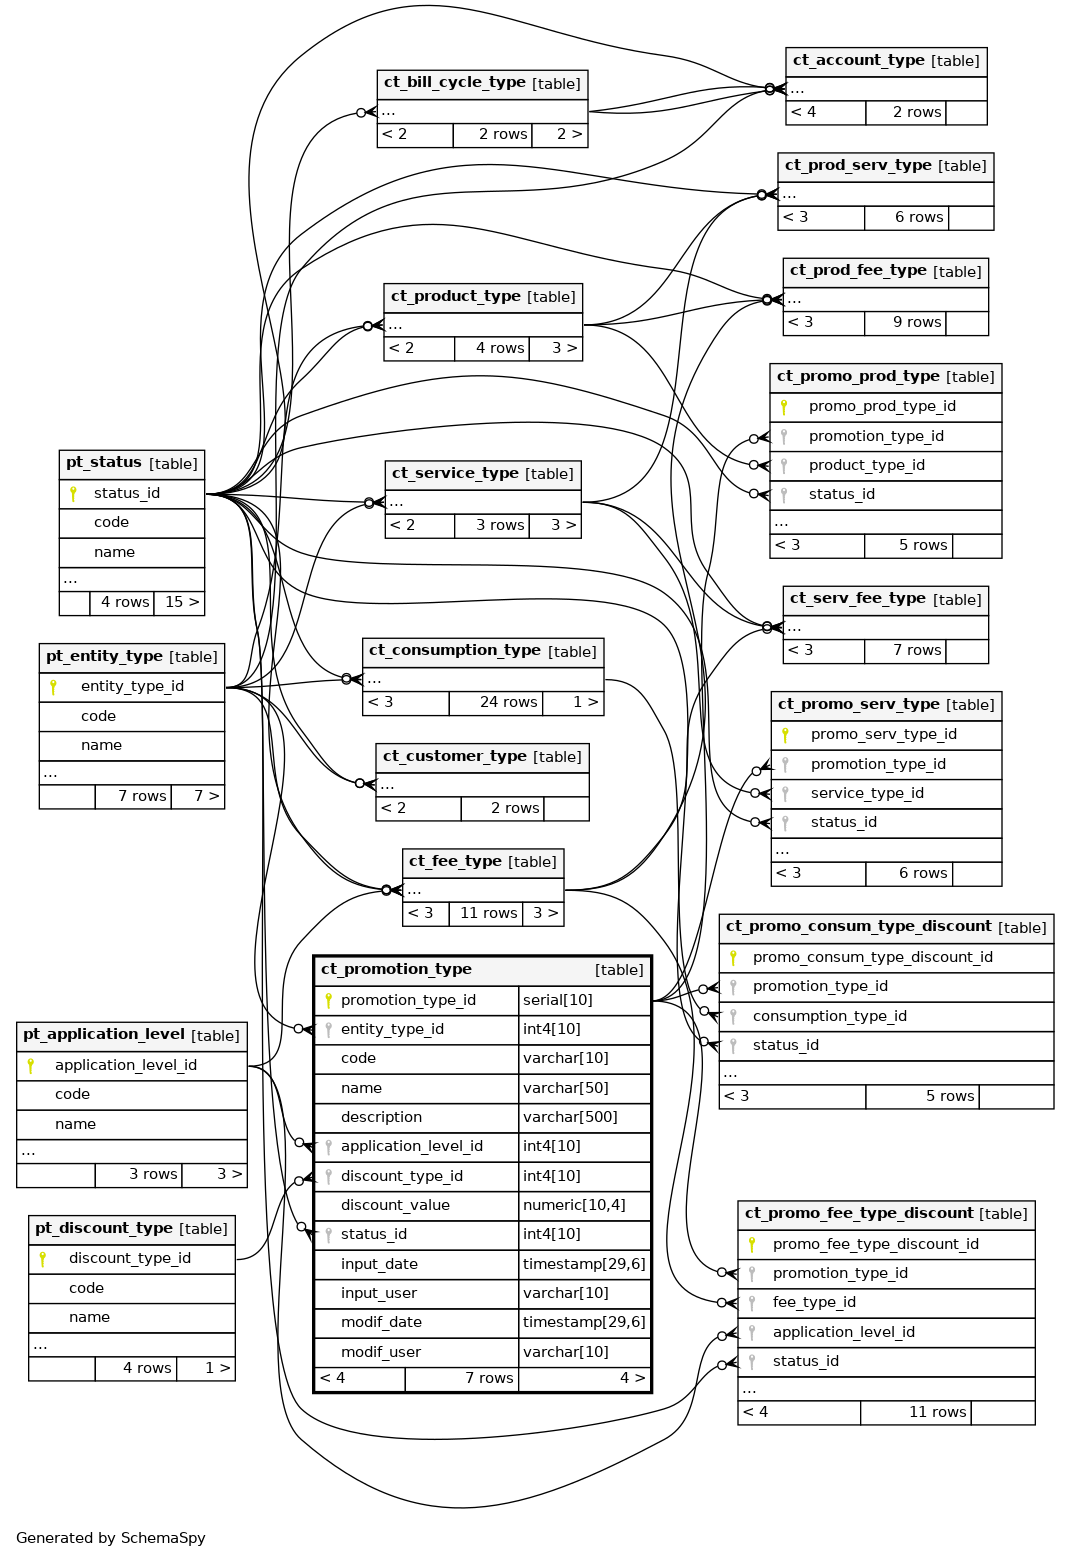 ct_bill_cycle_type [table]
...
< 2 2 rows 2 >
ct_account_type [table]
...
< 4 2 rows
ct_prod_serv_type [table]
...
< 3 6 rows
ct_prod_fee_type [table]
...
< 3 9 rows
ct_product_type [table]
...
< 2 4 rows 3 >
ct_promo_prod_type [table]
promo_prod_type_id
promotion_type_id
product_type_id
status_id
...
< 3 5 rows
pt_status [table]
status_id
code
name
...
4 rows 15 >
ct_service_type [table]
...
< 2 3 rows 3 >
ct_serv_fee_type [table]
...
< 3 7 rows
pt_entity_type [table]
entity_type_id
code
name
...
7 rows 7 >
ct_consumption_type [table]
...
< 3 24 rows 1 >
ct_promo_serv_type [table]
promo_serv_type_id
promotion_type_id
service_type_id
status_id
...
< 3 6 rows
ct_customer_type [table]
...
< 2 2 rows
ct_fee_type [table]
...
< 3 11 rows 3 >
ct_promo_consum_type_discount [table]
promo_consum_type_discount_id
promotion_type_id
consumption_type_id
status_id
...
< 3 5 rows
ct_promotion_type [table]
promotion_type_id serial[10]
entity_type_id int4[10]
code varchar[10]
name varchar[50]
description varchar[500]
application_level_id int4[10]
discount_type_id int4[10]
discount_value numeric[10,4]
status_id int4[10]
input_date timestamp[29,6]
input_user varchar[10]
modif_date timestamp[29,6]
modif_user varchar[10]
< 4 7 rows 4 >
pt_application_level [table]
application_level_id
code
name
...
3 rows 3 >
pt_discount_type [table]
discount_type_id
code
name
...
4 rows 1 >
ct_promo_fee_type_discount [table]
promo_fee_type_discount_id
promotion_type_id
fee_type_id
application_level_id
status_id
...
< 4 11 rows
Generated by SchemaSpy